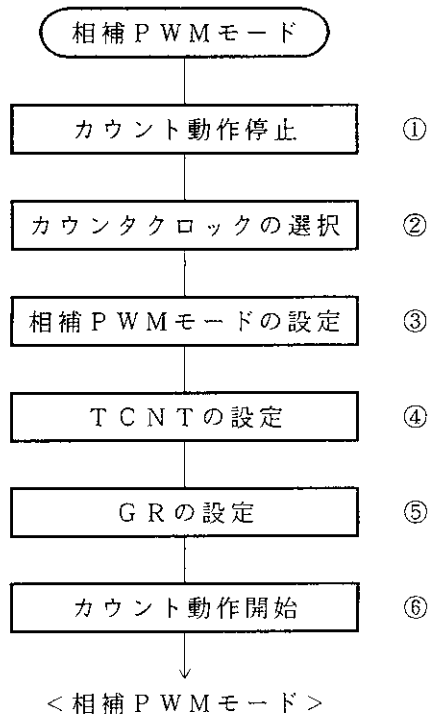 相補PWMモード
カウント動作停止 ①
カウンタクロックの選択 ②
相補PWMモードの設定 ③
TCNTの設定 ④
GRの設定 ⑤
カウント動作開始 ⑥
<相補PWMモード>